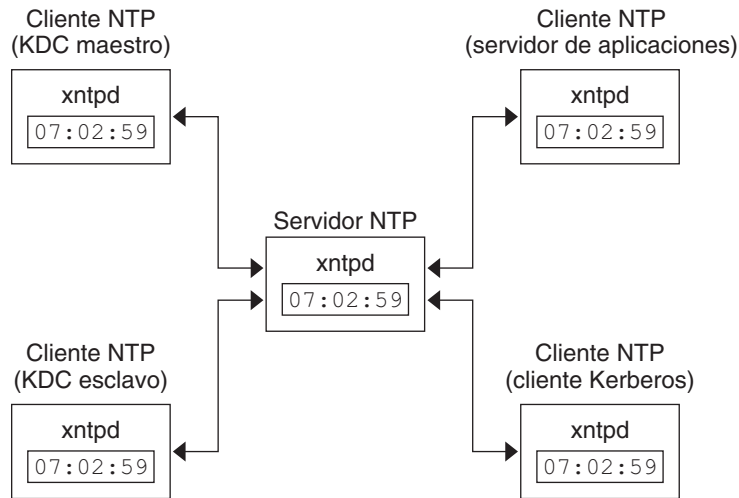 Cliente NTP
(KDC maestro)
xntpd
07:02:59
Cliente NTP
(servidor de aplicaciones)
xntpd
07:02:59
Servidor NTP
xntpd
07:02:59
Cliente NTP
(KDC esclavo)
xntpd
07:02:59
Cliente NTP
(cliente Kerberos)
xntpd
07:02:59